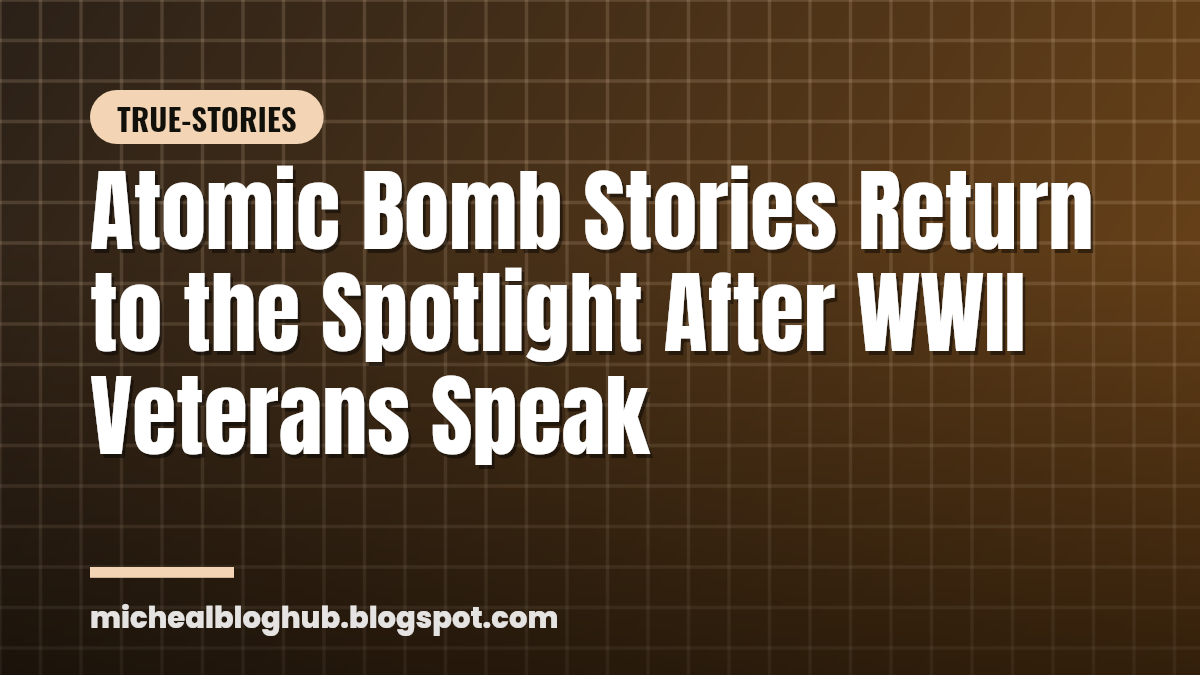 TRUE-STORIES
Atomic Bomb Stories Return
to the Spotlight After WWII
Veterans Speak
michealbloghub.blogspot.com